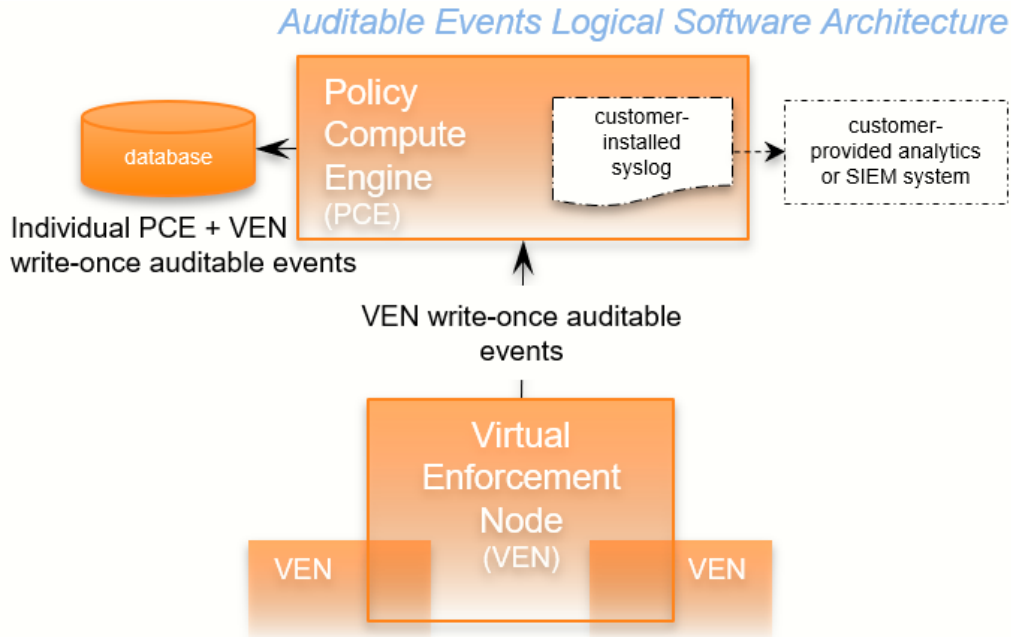 Auditable Events Logical Software Architecture
Policy
Compute
Engine
(PCE)
customer-
installed
syslog
customer-
provided analytics
or SIEM system
database
Individual PCE + VEN
write-once auditable events
VEN write-once auditable
events
Virtual
Enforcement
Node
(VEN)
VEN
VEN